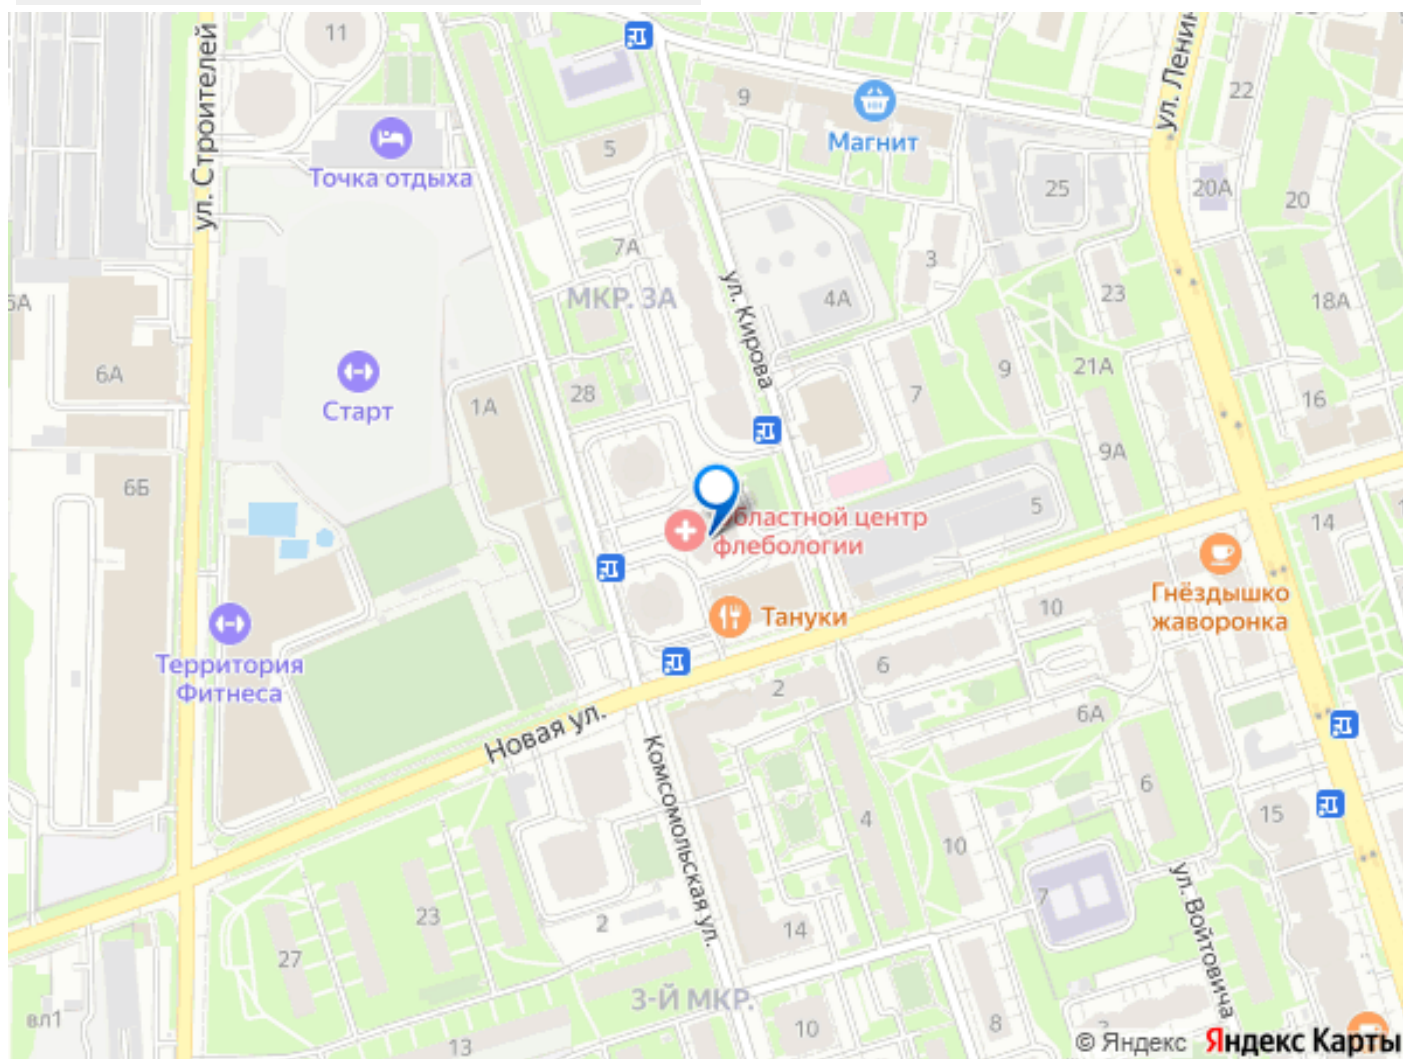 11
ул. Строителей
Точка отдыха
5
9
Магнит
ул. Ленин
22
25
20А
20
7А
МКР. 3А
ул. Кирова
3
4А
23
18А
6А
Старт
28
1А
7
9
21А
16
9А
6Б
5
14
Областной центр
флебологии
Тануки
Гнёздышко
жаворонка
10
Территория
Фитнеса
6
2
6А
Новая ул.
Комсомольская ул.
6
15
4
10
7
ул. Войтовича
23
2
14
27
3-Й МКР.
вл1
13
10
8
© Яндекс Яндекс Карты